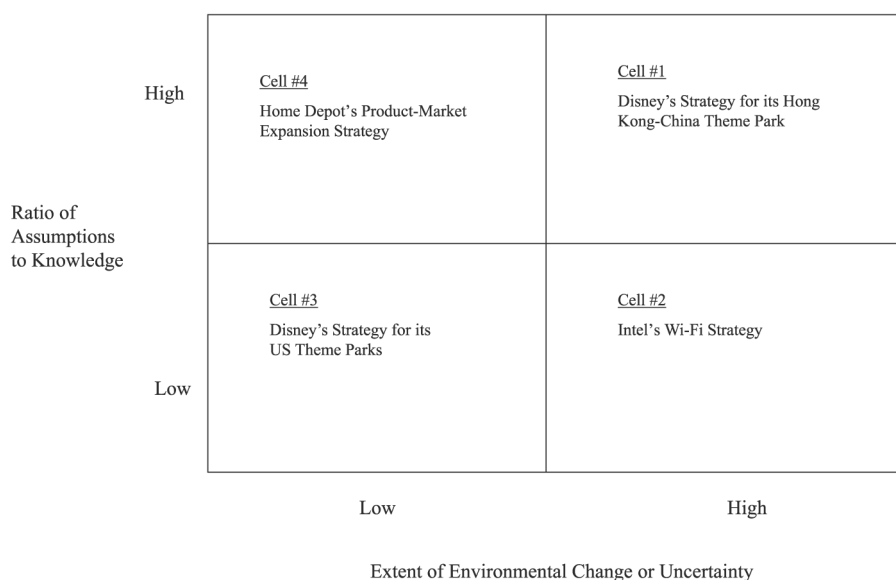 High
Cell #4
Home Depot's Product-Market
Expansion Strategy
Cell #1
Disney's Strategy for its Hong
Kong-China Theme Park
Ratio of
Assumptions
to Knowledge
Low
Cell #3
Disney's Strategy for its
US Theme Parks
Cell #2
Intel's Wi-Fi Strategy
Low
High
Extent of Environmental Change or Uncertainty